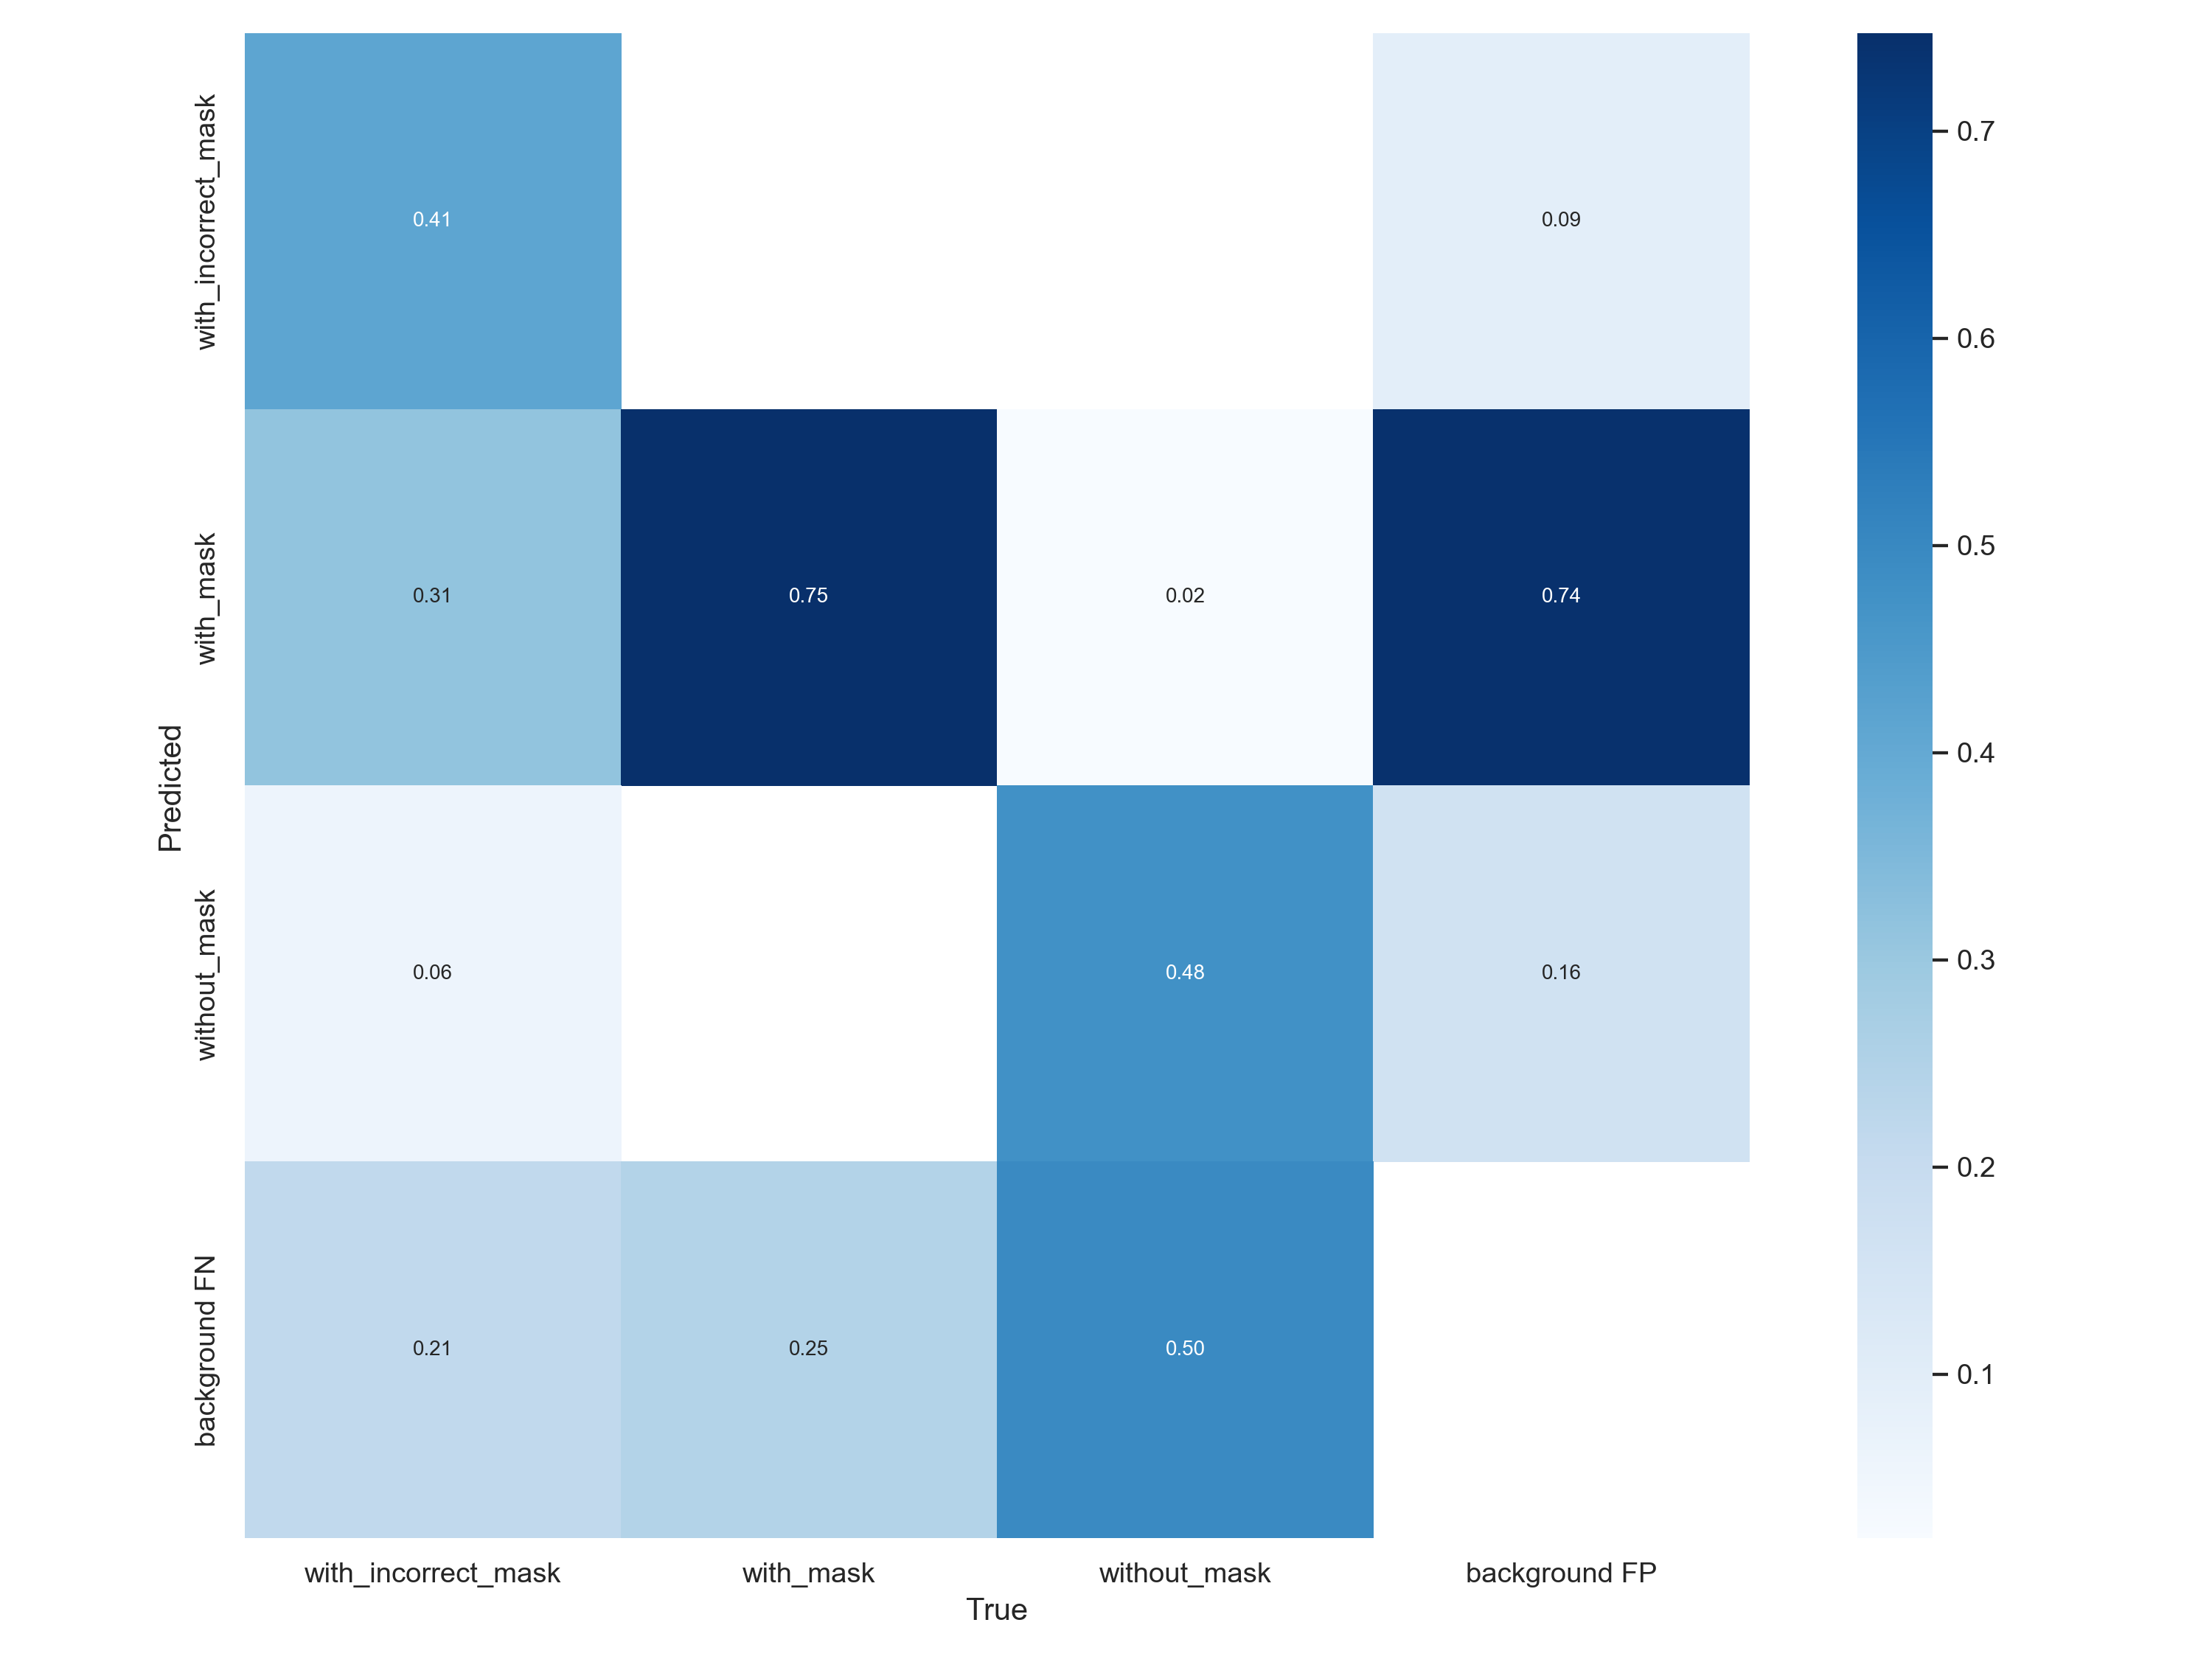 with_incorrect_mask
0.41
0.09
0.7
0.6
with_mask
0.31
0.75
0.02
0.74
0.5
0.4
Predicted
without_mask
0.06
0.48
0.16
0.3
0.2
background FN
0.21
0.25
0.50
0.1
with_incorrect_mask with_mask without_mask background FP
True